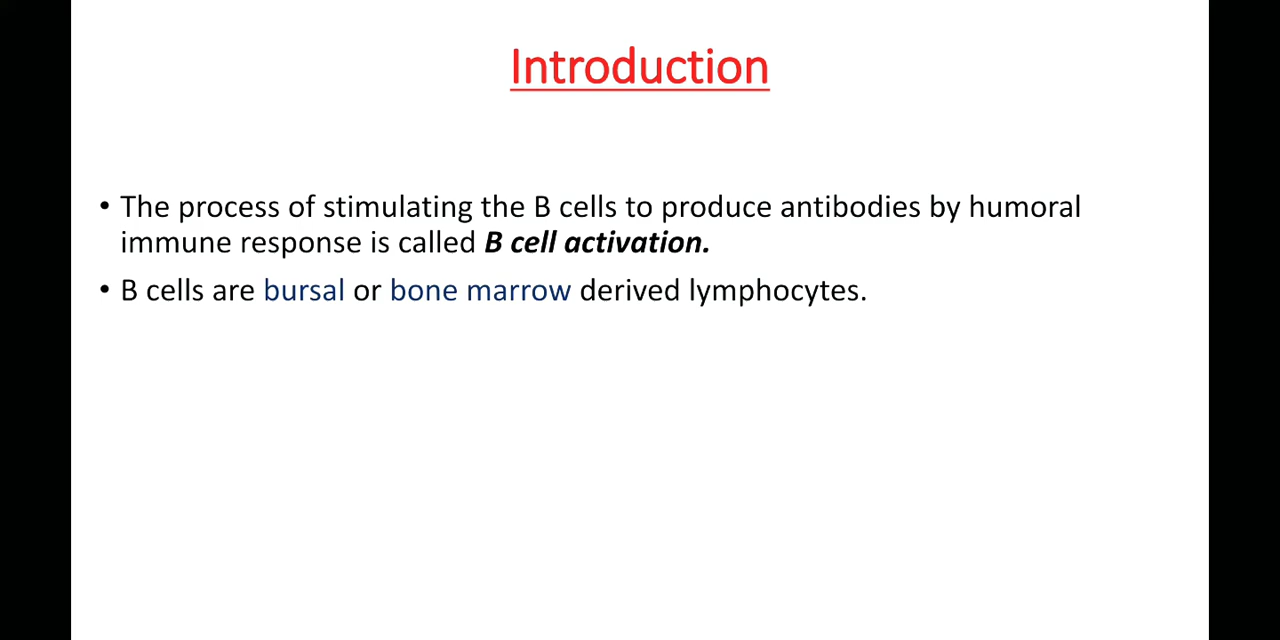 Introduction
• The process of stimulating the B cells to produce antibodies by humoral
immune response is called B cell activation.
• B cells are bursal or bone marrow derived lymphocytes.